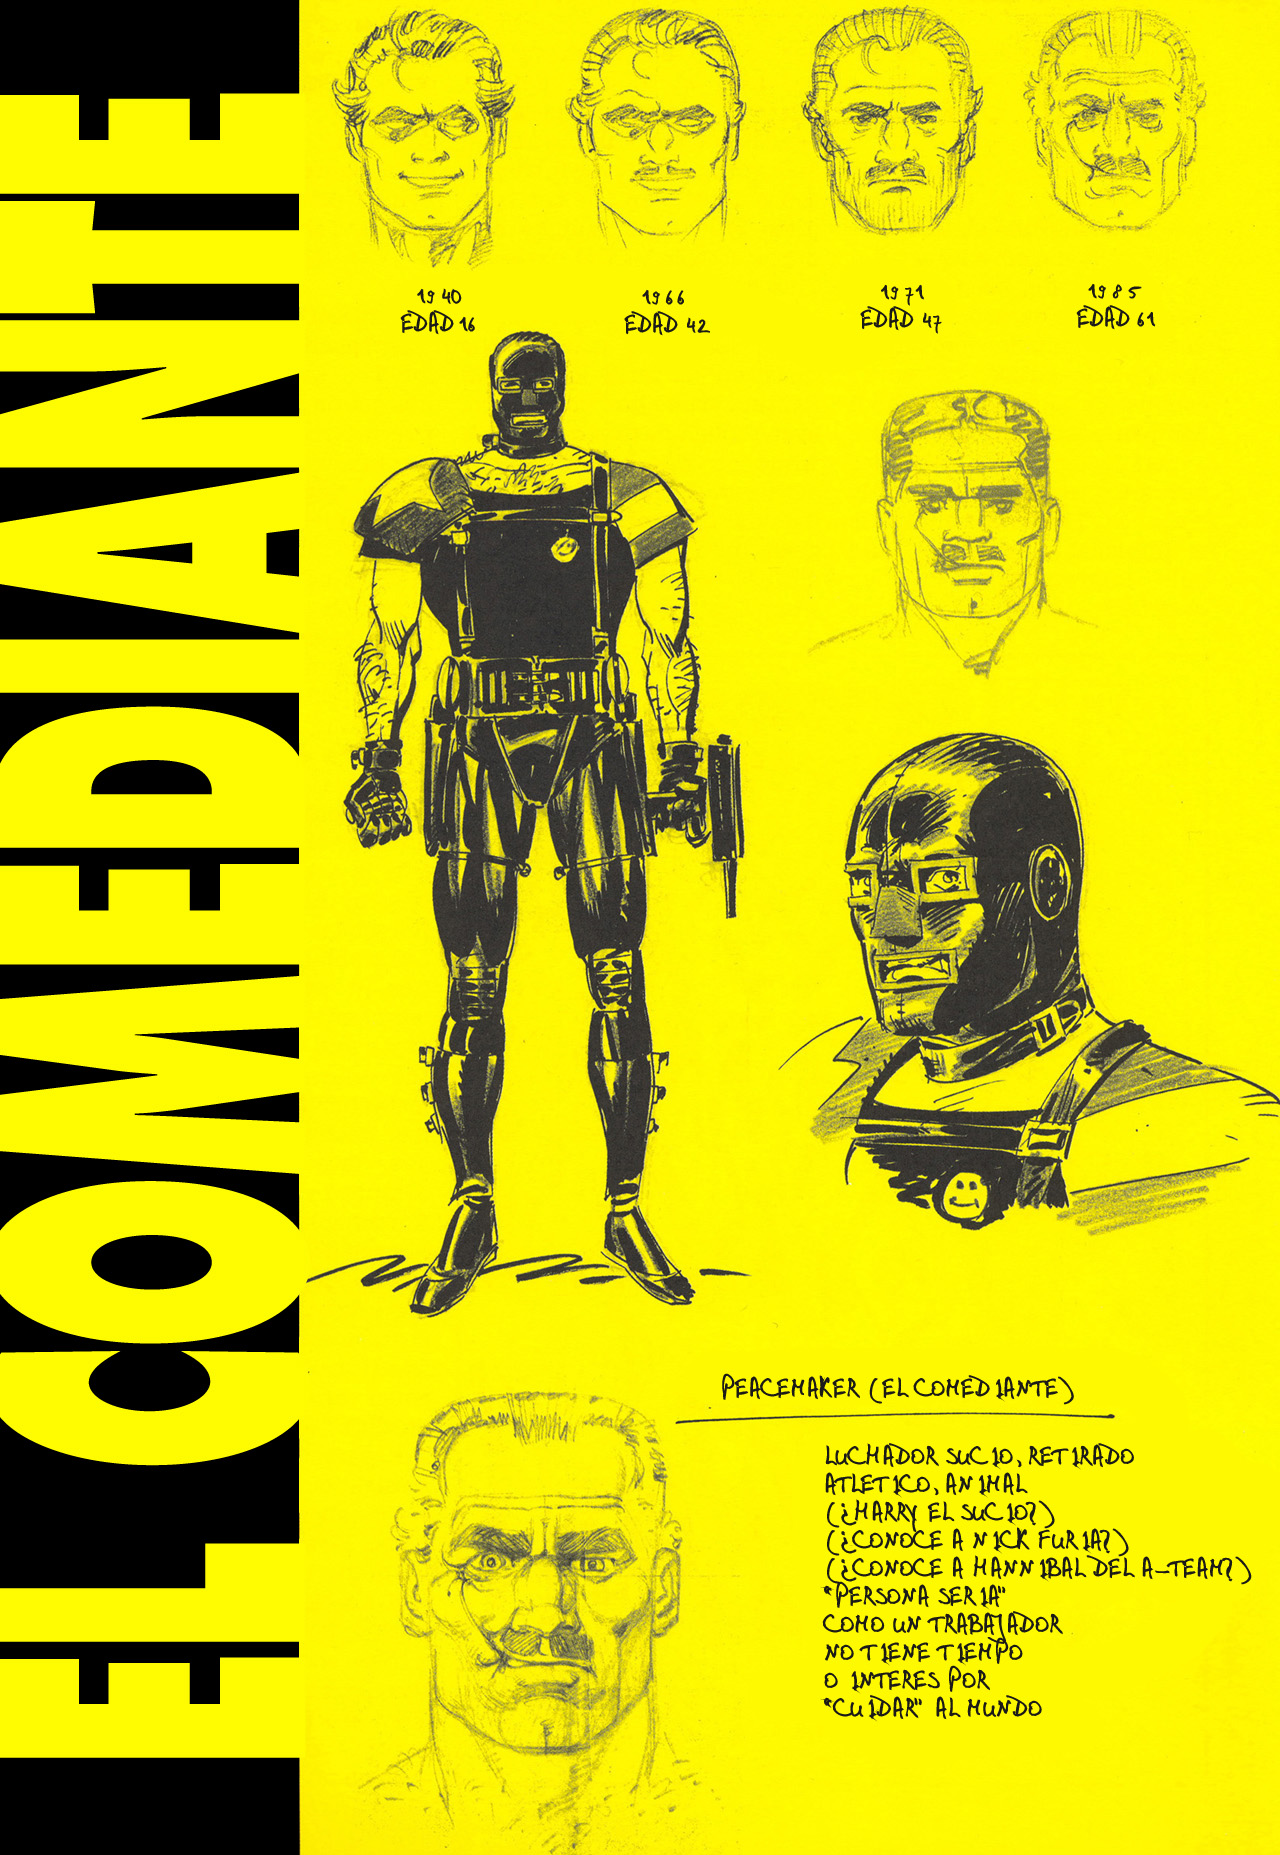 EL COMEDIANTE
1940
EDAD 16
1966
EDAD 42
1971
EDAD 47
1985
EDAD 61
PEACEMAKER (EL COMEDIANTE)
LUCHADOR SUCIO, RETIRADO
ATLETICO, ANIMAL
(¿HARRY EL SUCIO?)
(¿CONOCE A NICK FURIA?)
(¿CONOCE A HANNIBAL DEL A-TEAM?)
"PERSONA SERIA"
COMO UN TRABAJADOR
NO TIENE TIEMPO
O INTERES POR
"CUIDAR" AL MUNDO